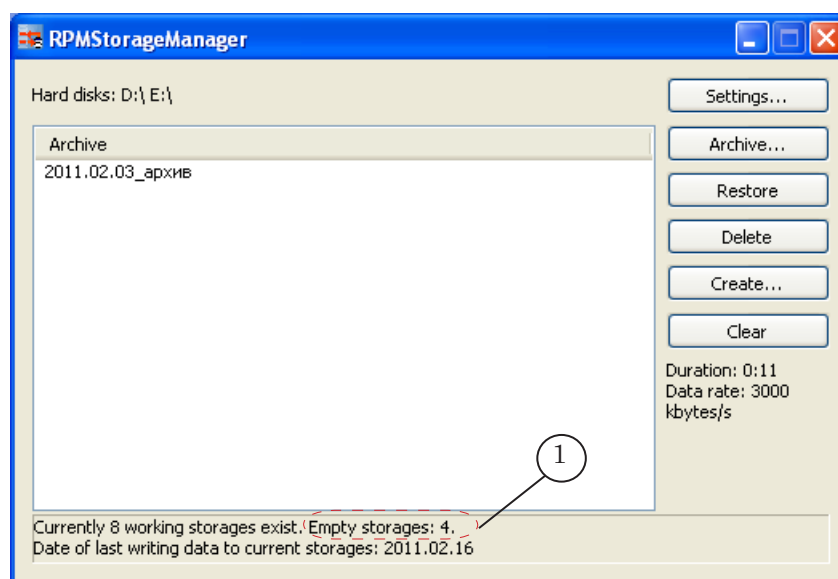 RPMStorageManager
Hard disks: D:\ E:\
Settings...
Archive
Archive...
2011.02.03_архив
Restore
Delete
Create...
Clear
Duration: 0:11
Data rate: 3000
kbytes/s
1
Currently 8 working storages exist. Empty storages: 4.
Date of last writing data to current storages: 2011.02.16